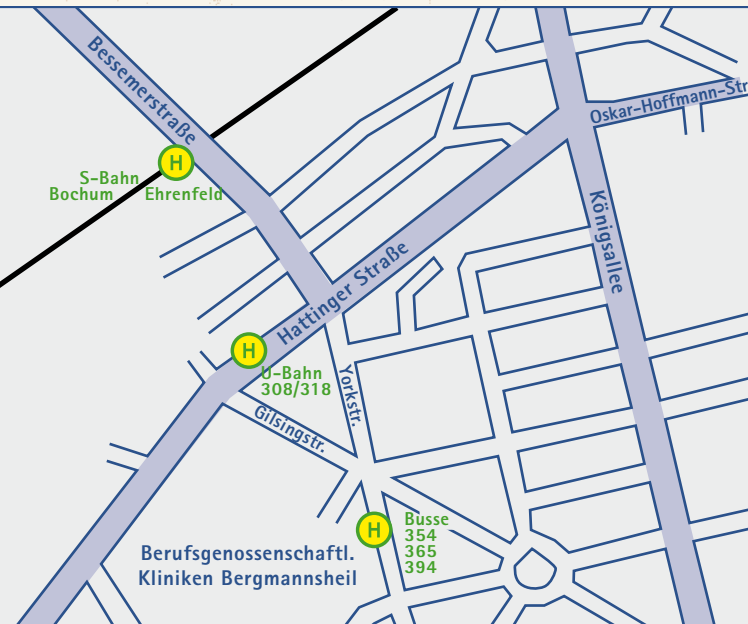 Bessemerstraße
Oskar-Hoffmann-Str
H
S-Bahn
Bochum Ehrenfeld
Königsallee
Hattinger Straße
H
U-Bahn
308/318
Yorkstr.
Gilsingstr.
H
Busse
354
365
394
Berufsgenossenschaftl.
Kliniken Bergmannsheil